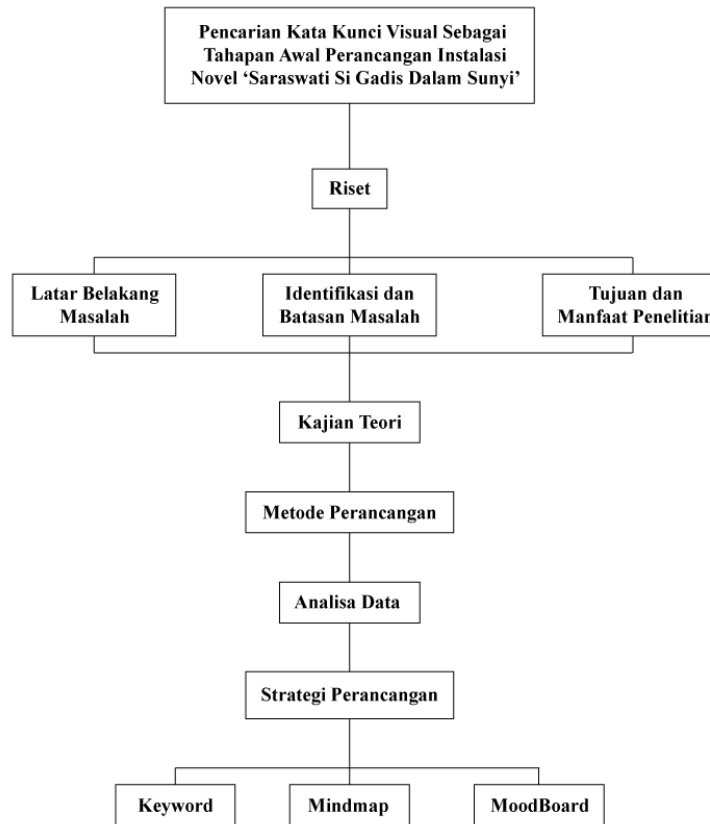 Pencarian Kata Kunci Visual Sebagai
Tahapan Awal Perancangan Instalasi
Novel ‘Saraswati Si Gadis Dalam Sunyi’
Riset
Latar Belakang
Masalah
Identifikasi dan
Batasan Masalah
Tujuan dan
Manfaat Penelitian
Kajian Teori
Metode Perancangan
Analisa Data
Strategi Perancangan
Keyword
Mindmap
MoodBoard